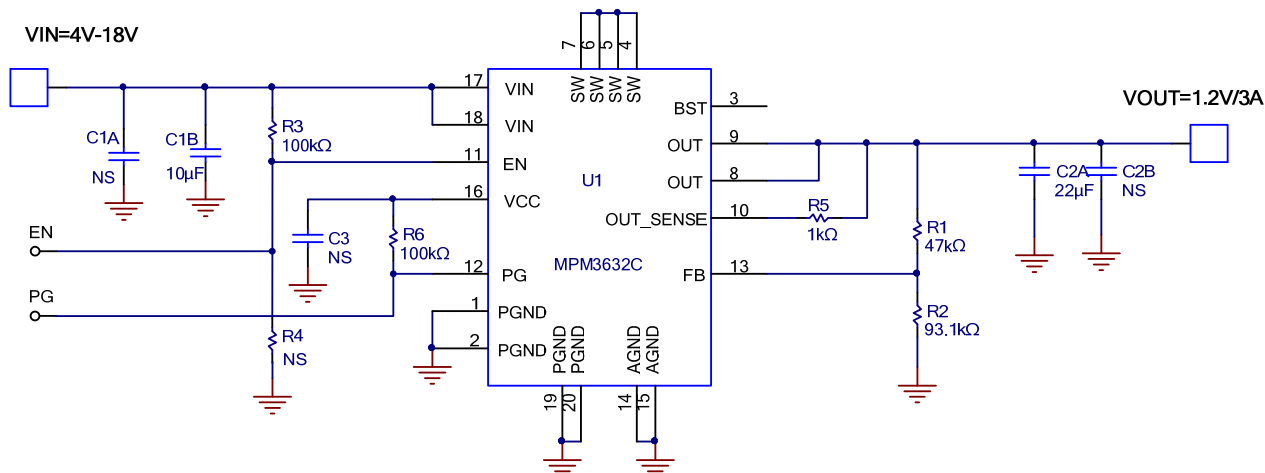 VIN=4V-18V
VOUT=1.2V/3A
7
6
5
4
SW
SW
SW
SW
17
VIN
18
VIN
11
EN
16
VCC
12
PG
1
PGND
2
PGND
BST
3
OUT
9
OUT
8
OUT_SENSE
10
FB
13
U1
MPM3632C
PGND
PGND
AGND
AGND
19
20
14
15
C1A
NS
C1B
10µF
R3
100kΩ
C3
NS
R6
100kΩ
EN
PG
R4
NS
R5
1kΩ
R1
47kΩ
R2
93.1kΩ
C2A
22µF
C2B
NS